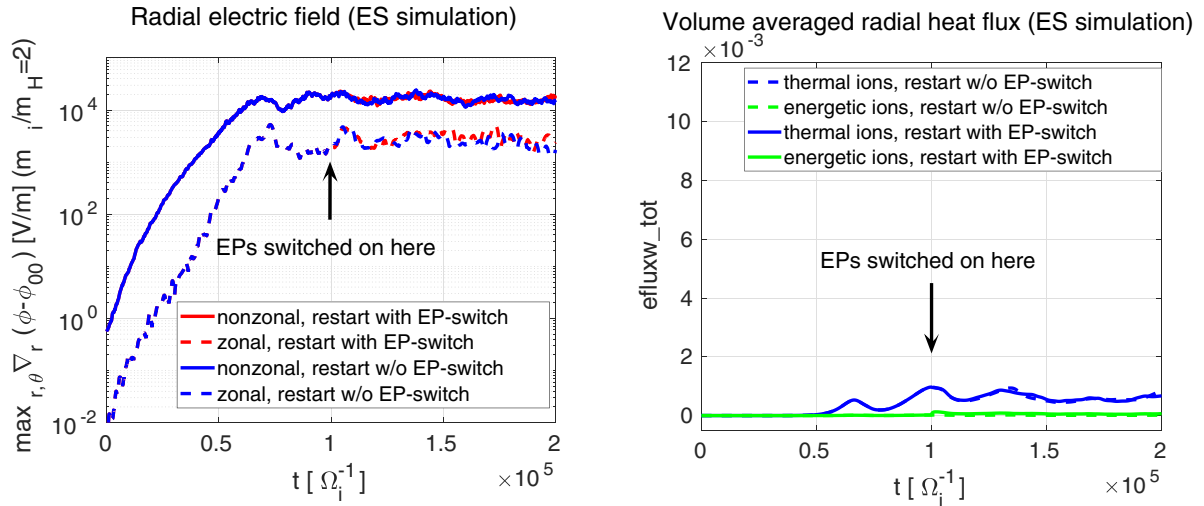 Radial electric field (ES simulation)
max r,θ ∇r (ϕ-ϕ00) [V/m] (m i/mH=2)
10^4
10^2
10^0
10^-2
EPs switched on here
nonzonal, restart with EP-switch
zonal, restart with EP-switch
nonzonal, restart w/o EP-switch
zonal, restart w/o EP-switch
0
0.5
1
1.5
2
×10^5
t [ Ωi^-1]
Volume averaged radial heat flux (ES simulation)
×10^-3
efluxw_tot
12
10
8
6
4
2
0
thermal ions, restart w/o EP-switch
energetic ions, restart w/o EP-switch
thermal ions, restart with EP-switch
energetic ions, restart with EP-switch
EPs switched on here
0
0.5
1
1.5
2
×10^5
t [ Ωi^-1]